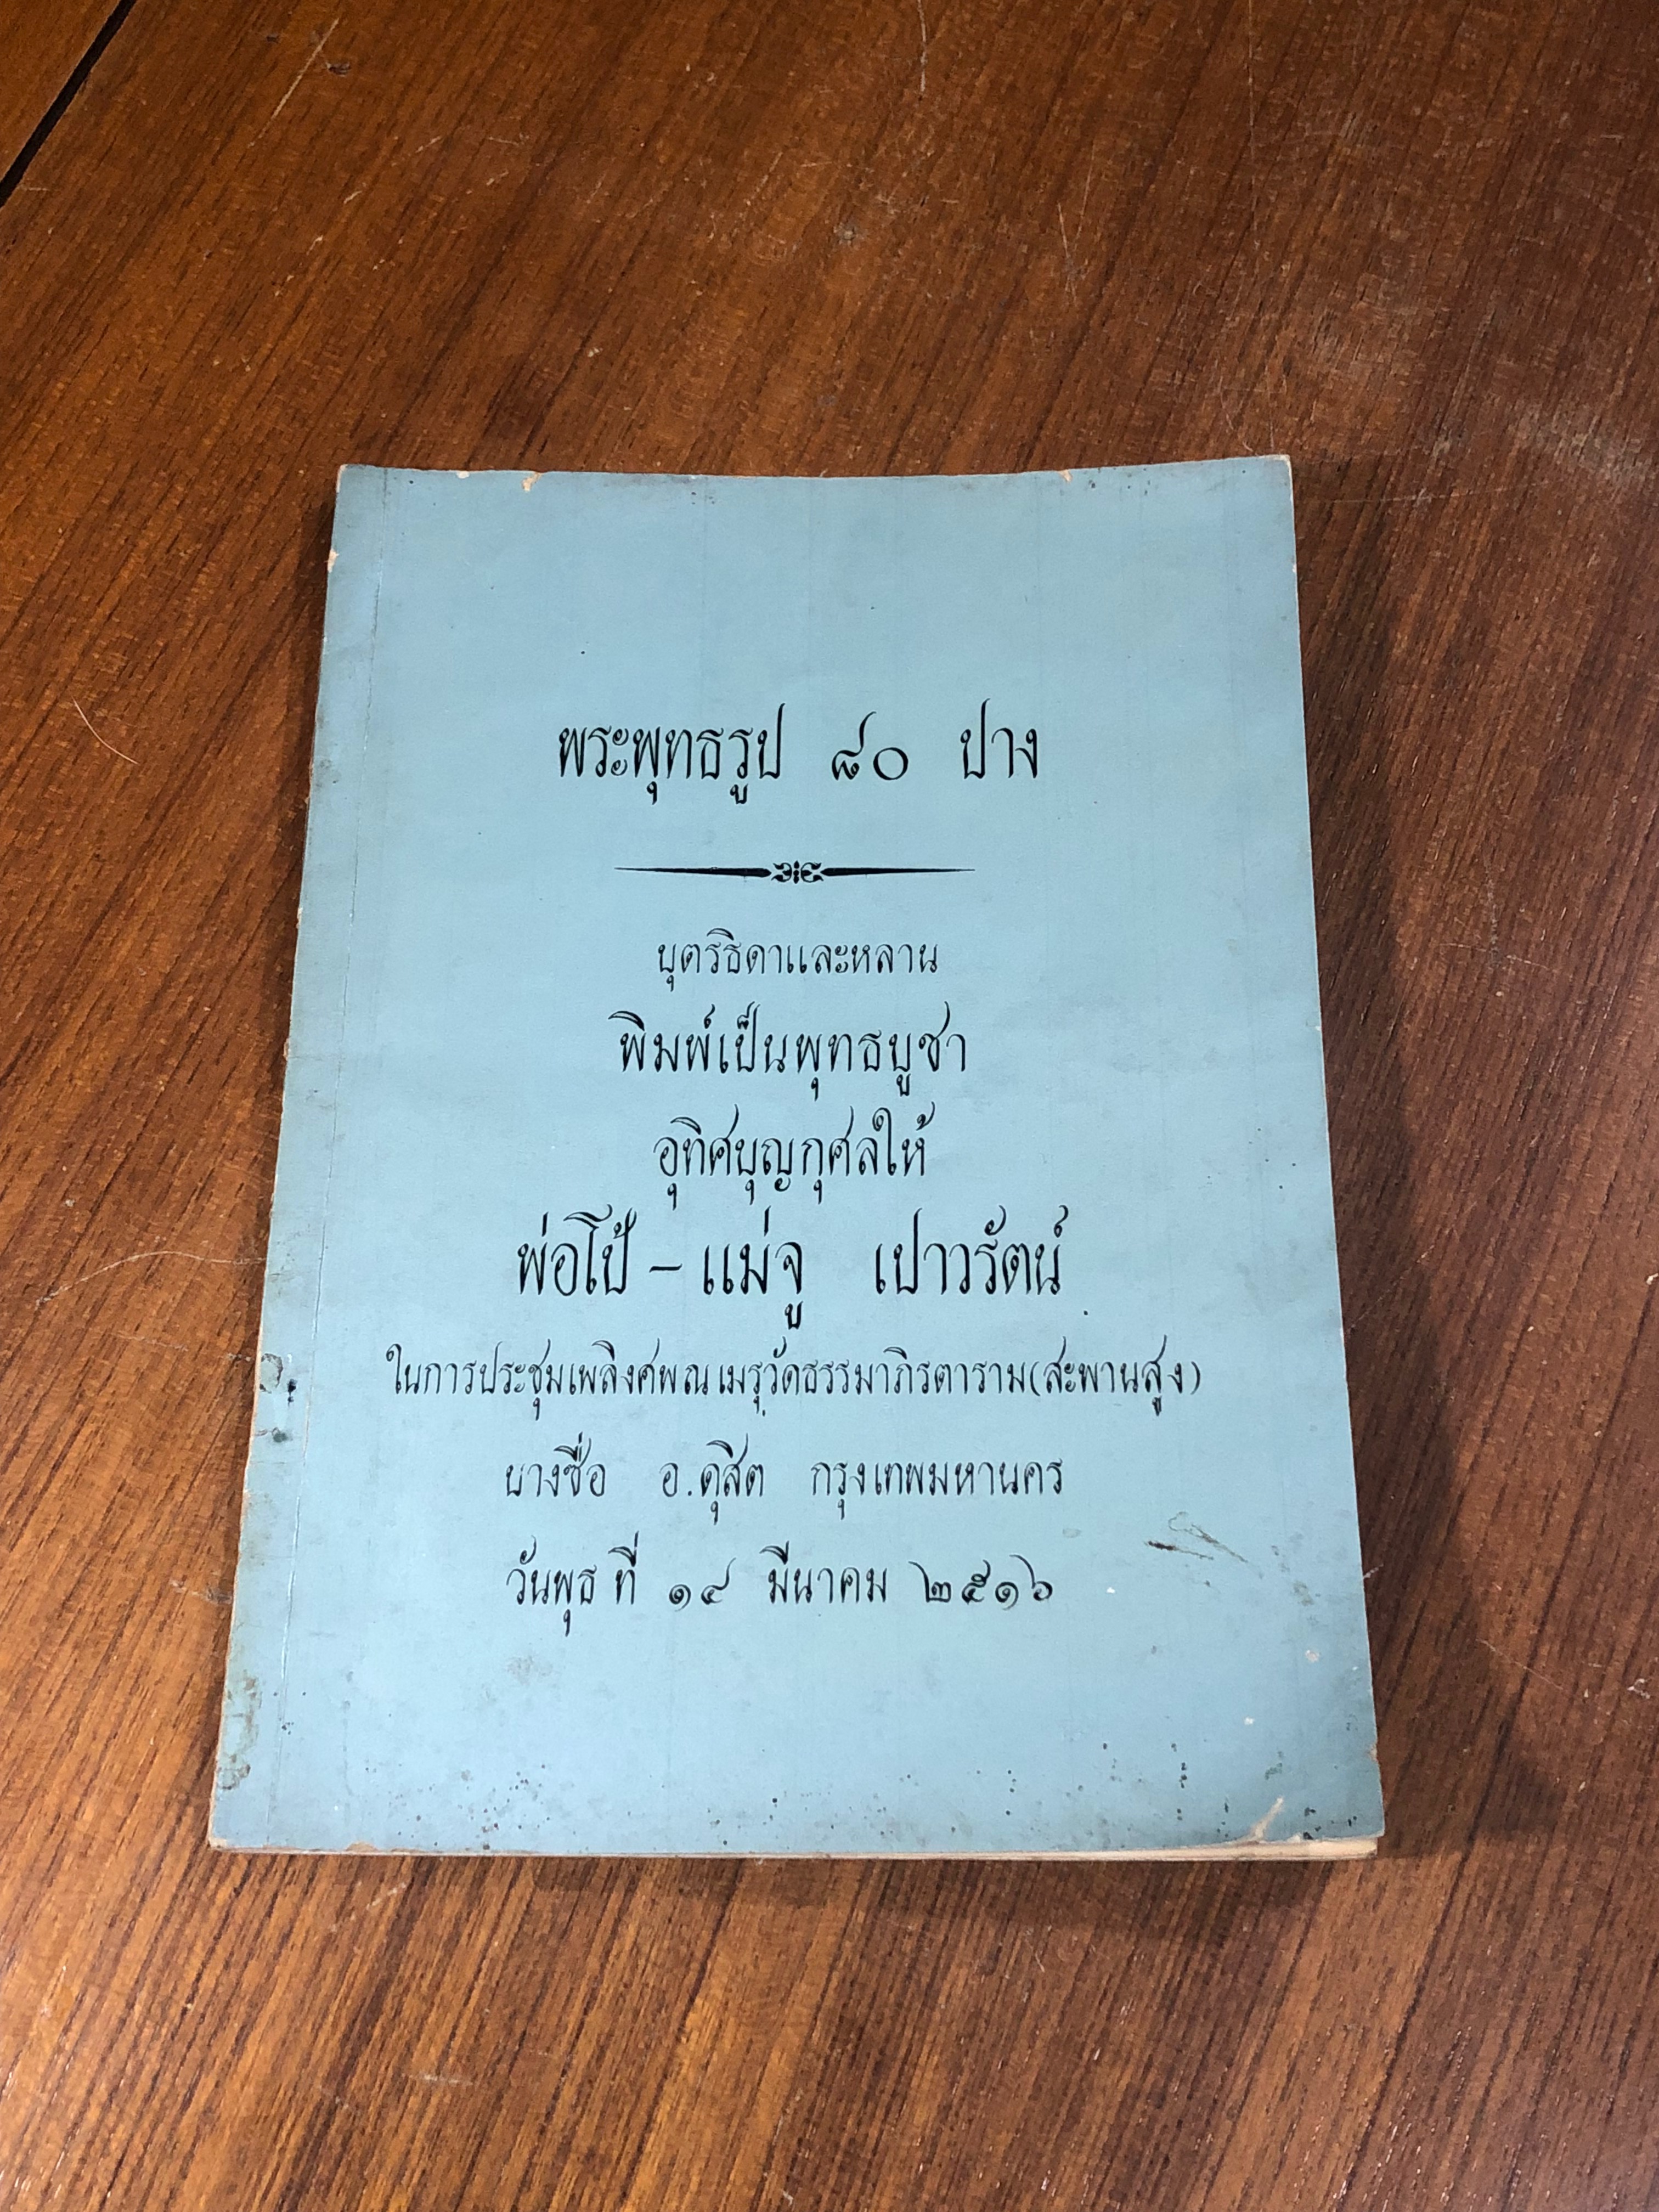 พระพุทธรูป ๘๐ ปาง
บุตรธิดาและหลาน
พิมพ์เป็นพุทธบูชา
อุทิศบุญกุศลให้
พ่อโป้ - แม่จู เปาวรัตน์
ในการประชุมเพลิงศพณเมรุวัดธรรมาภิรตาราม(สะพานสูง)
บางซื่อ อ.ดุสิต กรุงเทพมหานคร
วันพุธที่ ๑๔ มีนาคม ๒๕๑๖